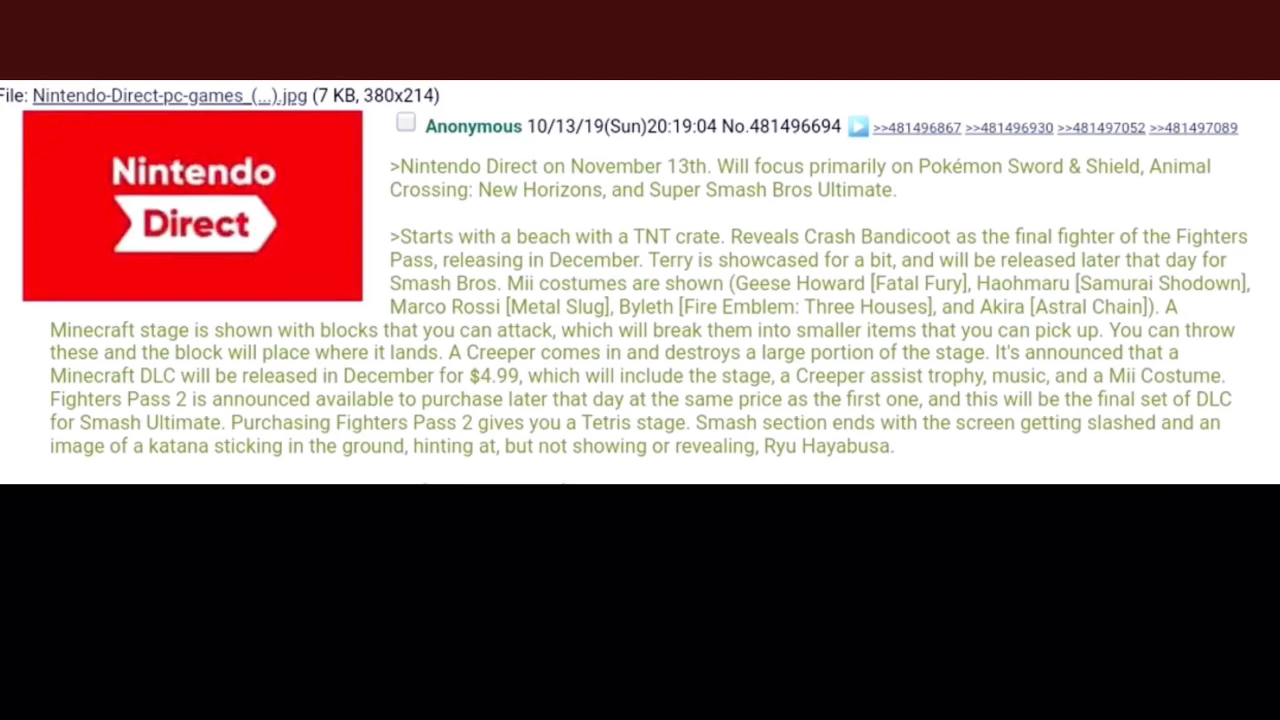 File: Nintendo-Direct-pc-games_(...).jpg (7 KB, 380x214)
Nintendo
Direct
Anonymous 10/13/19(Sun)20:19:04 No.481496694 >>481496867 >>481496930 >>481497052 >>481497089
>Nintendo Direct on November 13th. Will focus primarily on Pokémon Sword & Shield, Animal
Crossing: New Horizons, and Super Smash Bros Ultimate.
>Starts with a beach with a TNT crate. Reveals Crash Bandicoot as the final fighter of the Fighters
Pass, releasing in December. Terry is showcased for a bit, and will be released later that day for
Smash Bros. Mii costumes are shown (Geese Howard [Fatal Fury], Haohmaru [Samurai Shodown],
Marco Rossi [Metal Slug], Byleth [Fire Emblem: Three Houses], and Akira [Astral Chain]). A
Minecraft stage is shown with blocks that you can attack, which will break them into smaller items that you can pick up. You can throw
these and the block will place where it lands. A Creeper comes in and destroys a large portion of the stage. It's announced that a
Minecraft DLC will be released in December for $4.99, which will include the stage, a Creeper assist trophy, music, and a Mii Costume.
Fighters Pass 2 is announced available to purchase later that day at the same price as the first one, and this will be the final set of DLC
for Smash Ultimate. Purchasing Fighters Pass 2 gives you a Tetris stage. Smash section ends with the screen getting slashed and an
image of a katana sticking in the ground, hinting at, but not showing or revealing, Ryu Hayabusa.